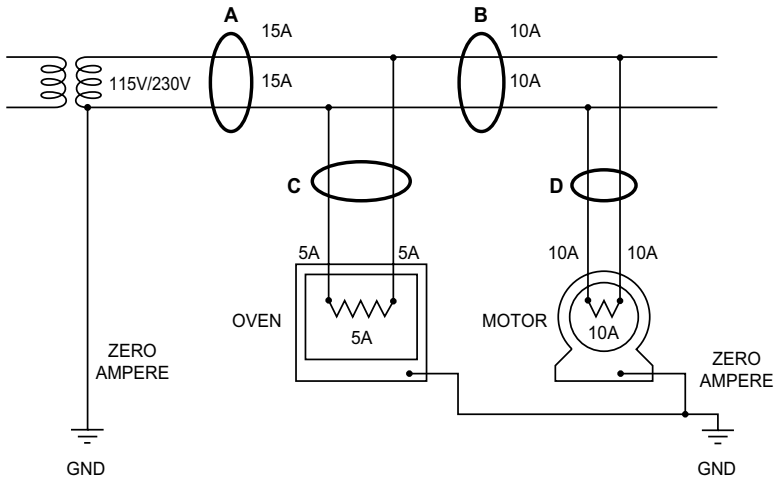 A
15A
B
10A
15A
10A
115V/230V
C
D
5A
5A
10A
10A
OVEN
5A
MOTOR
10A
ZERO
AMPERE
ZERO
AMPERE
GND
GND